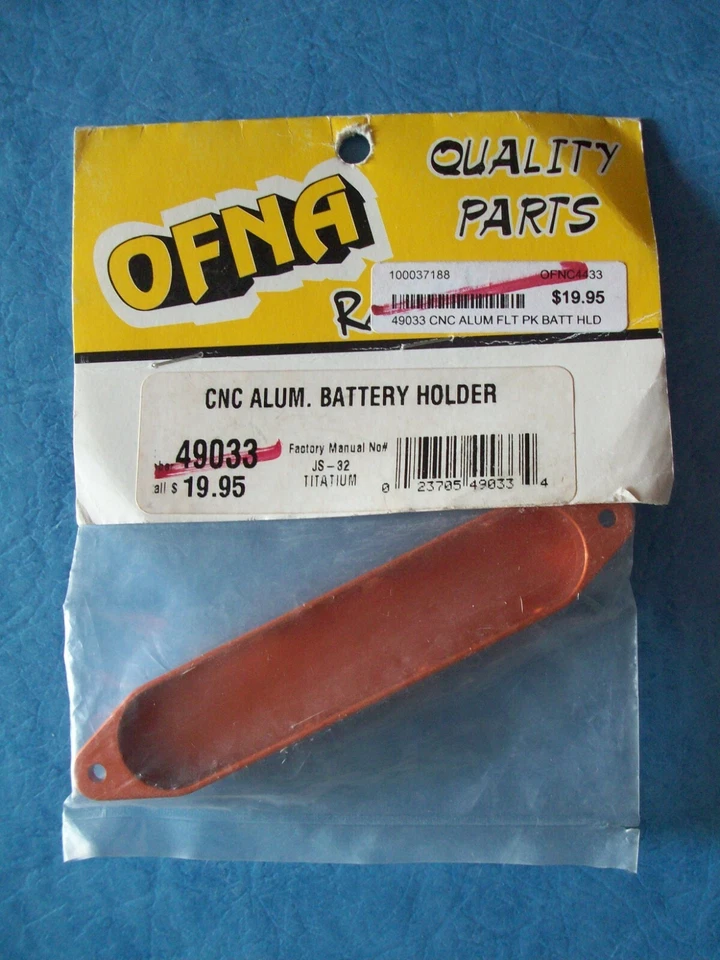 OFNA
QUALITY
PARTS
R
100037188 OFNC4433
$19.95
49033 CNC ALUM FLT PK BATT HLD
CNC ALUM. BATTERY HOLDER
49033
Factory Manual No#
JS-32
TITATIUM
ail $ 19.95
0 23705 49033 4